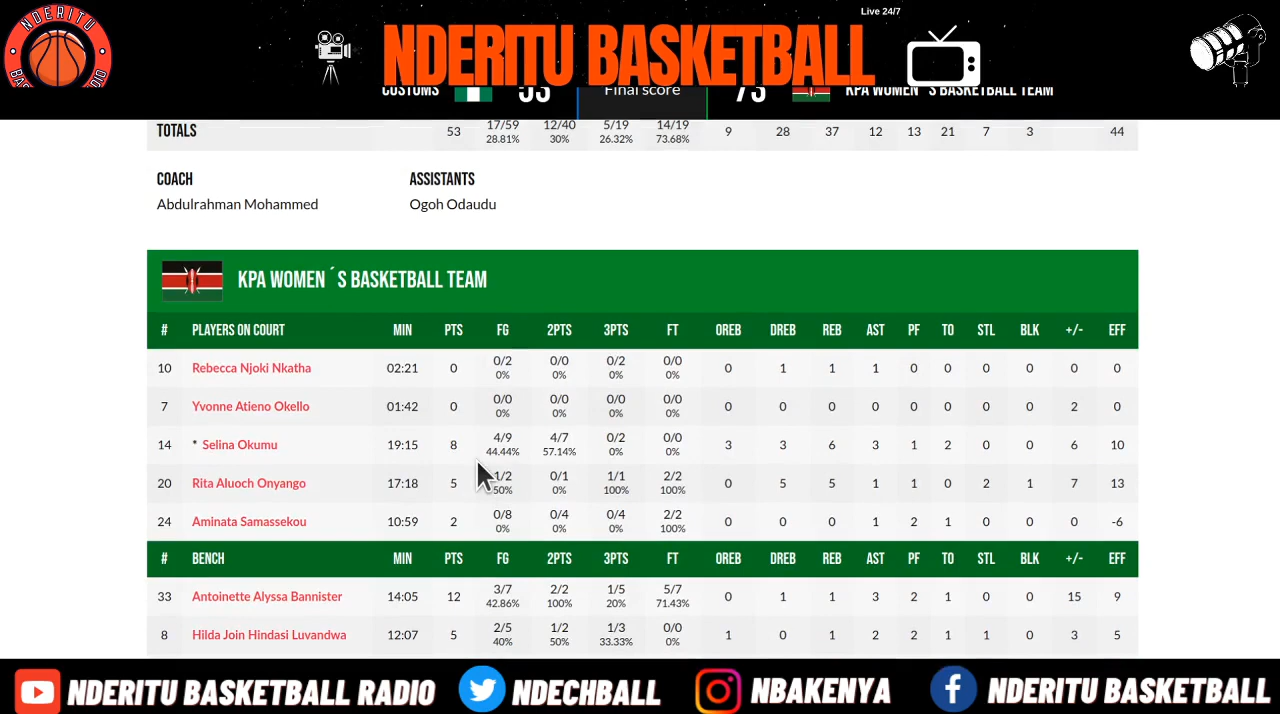 Live 24/7
NDERITU
NDERITU BASKETBALL
CUSTOMS 53 Final score 73 KPA WOMEN´S BASKETBALL TEAM
TOTALS 53 17/59 28.81% 12/40 30% 5/19 26.32% 14/19 73.68% 9 28 37 12 13 21 7 3 44
COACH ASSISTANTS
Abdulrahman Mohammed Ogoh Odaudu
KPA WOMEN ´S BASKETBALL TEAM
# PLAYERS ON COURT MIN PTS FG 2PTS 3PTS FT OREB DREB REB AST PF TO STL BLK +/- EFF
10 Rebecca Njoki Nkatha 02:21 0 0/2 0% 0/0 0% 0/2 0% 0/0 0% 0 1 1 1 0 0 0 0 0 0
7 Yvonne Atieno Okello 01:42 0 0/0 0% 0/0 0% 0/0 0% 0/0 0% 0 0 0 0 0 0 0 0 2 0
14 * Selina Okumu 19:15 8 4/9 44.44% 4/7 57.14% 0/2 0% 0/0 0% 3 3 6 3 1 2 0 0 6 10
20 Rita Aluoch Onyango 17:18 5 1/2 50% 0/1 0% 1/1 100% 2/2 100% 0 5 5 1 1 0 2 1 7 13
24 Aminata Samassekou 10:59 2 0/8 0% 0/4 0% 0/4 0% 2/2 100% 0 0 0 1 2 1 0 0 0 -6
# BENCH MIN PTS FG 2PTS 3PTS FT OREB DREB REB AST PF TO STL BLK +/- EFF
33 Antoinette Alyssa Bannister 14:05 12 3/7 42.86% 2/2 100% 1/5 20% 5/7 71.43% 0 1 1 3 2 1 0 0 15 9
8 Hilda Join Hindasi Luvandwa 12:07 5 2/5 40% 1/2 50% 1/3 33.33% 0/0 0% 1 0 1 2 2 1 1 0 3 5
NDERITU BASKETBALL RADIO NDECHBALL NBAKENYA NDERITU BASKETBALL